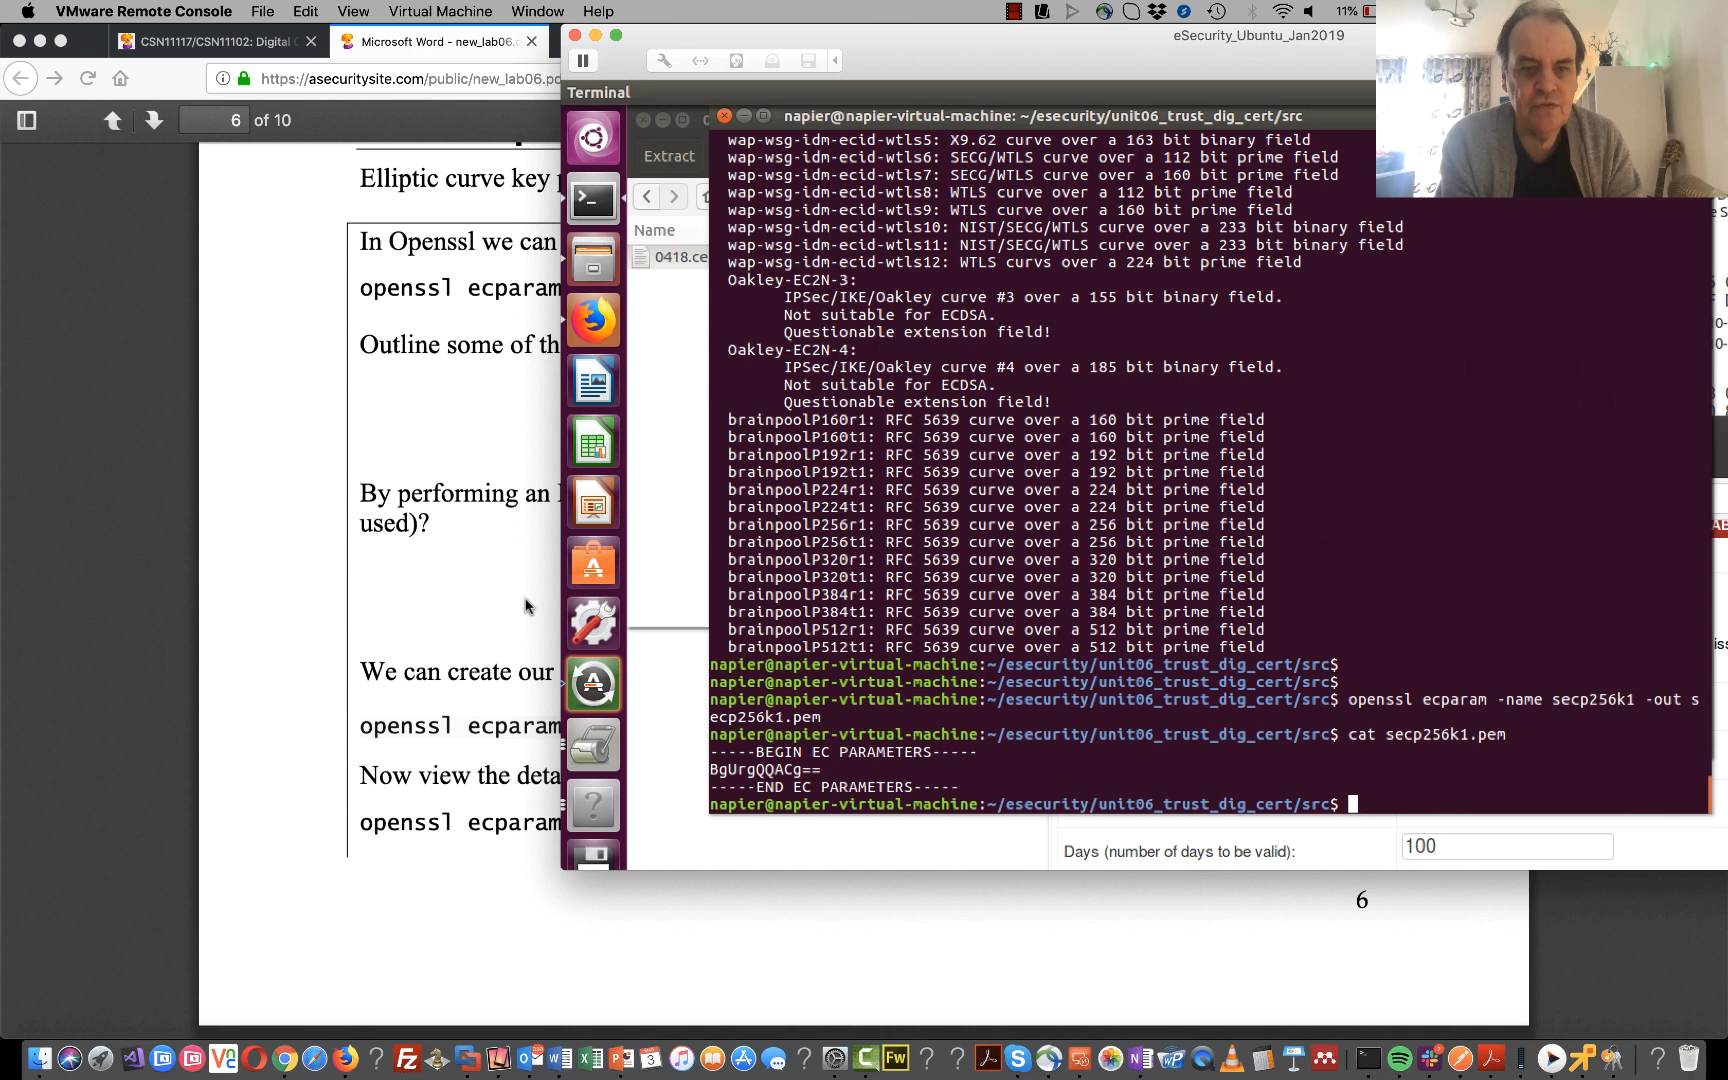 VMware Remote Console File Edit View Virtual Machine Window Help
11%
CSN11117/CSN11102: Digital C
Microsoft Word - new_lab06.c
eSecurity_Ubuntu_Jan2019
https://asecuritysite.com/public/new_lab06.pd
6 of 10
Terminal
napier@napier-virtual-machine: ~/esecurity/unit06_trust_dig_cert/src
Extract
Name
0418.ce
Elliptic curve key p
In Openssl we can
openssl ecparam
Outline some of th
By performing an I
used)?
We can create our
openssl ecparam
Now view the deta
openssl ecparam
wap-wsg-idm-ecid-wtls5: X9.62 curve over a 163 bit binary field
wap-wsg-idm-ecid-wtls6: SECG/WTLS curve over a 112 bit prime field
wap-wsg-idm-ecid-wtls7: SECG/WTLS curve over a 160 bit prime field
wap-wsg-idm-ecid-wtls8: WTLS curve over a 112 bit prime field
wap-wsg-idm-ecid-wtls9: WTLS curve over a 160 bit prime field
wap-wsg-idm-ecid-wtls10: NIST/SECG/WTLS curve over a 233 bit binary field
wap-wsg-idm-ecid-wtls11: NIST/SECG/WTLS curve over a 233 bit binary field
wap-wsg-idm-ecid-wtls12: WTLS curvs over a 224 bit prime field
Oakley-EC2N-3:
IPSec/IKE/Oakley curve #3 over a 155 bit binary field.
Not suitable for ECDSA.
Questionable extension field!
Oakley-EC2N-4:
IPSec/IKE/Oakley curve #4 over a 185 bit binary field.
Not suitable for ECDSA.
Questionable extension field!
brainpoolP160r1: RFC 5639 curve over a 160 bit prime field
brainpoolP160t1: RFC 5639 curve over a 160 bit prime field
brainpoolP192r1: RFC 5639 curve over a 192 bit prime field
brainpoolP192t1: RFC 5639 curve over a 192 bit prime field
brainpoolP224r1: RFC 5639 curve over a 224 bit prime field
brainpoolP224t1: RFC 5639 curve over a 224 bit prime field
brainpoolP256r1: RFC 5639 curve over a 256 bit prime field
brainpoolP256t1: RFC 5639 curve over a 256 bit prime field
brainpoolP320r1: RFC 5639 curve over a 320 bit prime field
brainpoolP320t1: RFC 5639 curve over a 320 bit prime field
brainpoolP384r1: RFC 5639 curve over a 384 bit prime field
brainpoolP384t1: RFC 5639 curve over a 384 bit prime field
brainpoolP512r1: RFC 5639 curve over a 512 bit prime field
brainpoolP512t1: RFC 5639 curve over a 512 bit prime field
napier@napier-virtual-machine:~/esecurity/unit06_trust_dig_cert/src$
napier@napier-virtual-machine:~/esecurity/unit06_trust_dig_cert/src$
napier@napier-virtual-machine:~/esecurity/unit06_trust_dig_cert/src$ openssl ecparam -name secp256k1 -out s
ecp256k1.pem
napier@napier-virtual-machine:~/esecurity/unit06_trust_dig_cert/src$ cat secp256k1.pem
-----BEGIN EC PARAMETERS-----
BgUrgQQACg==
-----END EC PARAMETERS-----
napier@napier-virtual-machine:~/esecurity/unit06_trust_dig_cert/src$
Days (number of days to be valid):
100
6